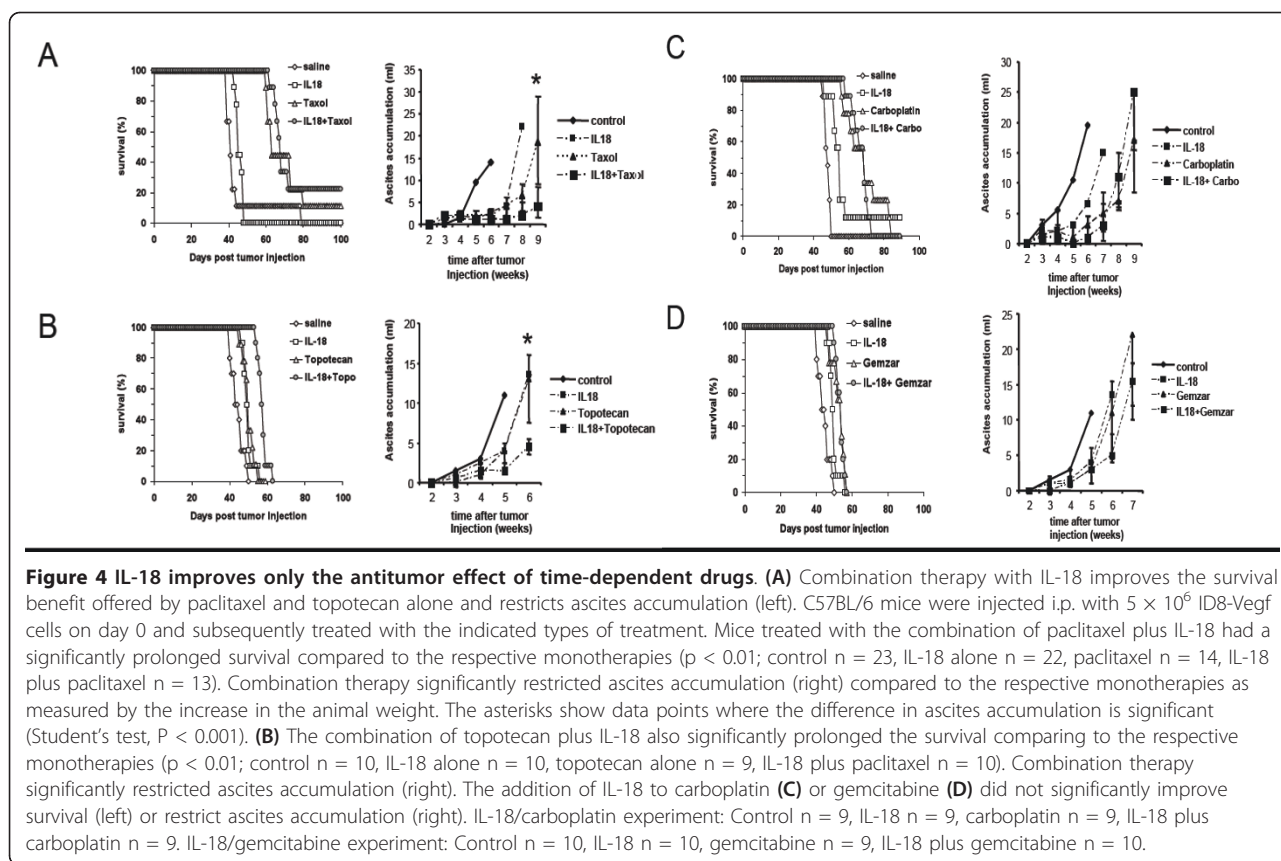 A
survival (%)
100
80
60
40
20
0
0 20 40 60 80 100
Days post tumor injection
saline
IL18
Taxol
IL18+Taxol
Ascites accumulation (ml)
35
30
25
20
15
10
5
0
*
2 3 4 5 6 7 8 9
time after tumor
Injection (weeks)
control
IL18
Taxol
IL18+Taxol
C
survival (%)
100
80
60
40
20
0
0 20 40 60 80 100
Days post tumor injection
saline
IL-18
Carboplatin
IL18+ Carbo
Ascites accumulation (ml)
30
25
20
15
10
5
0
2 3 4 5 6 7 8 9
time after tumor
Injection (weeks)
control
IL-18
Carboplatin
IL-18+ Carbo
B
survival (%)
100
80
60
40
20
0
0 20 40 60 80 100
Days post tumor Injection
saline
IL-18
Topotecan
IL-18+Topo
Ascites accumulation (ml)
20
15
10
5
0
*
2 3 4 5 6
time after tumor
Injection (weeks)
control
IL18
Topotecan
IL18+Topotecan
D
survival (%)
100
80
60
40
20
0
0 20 40 60 80 100
Days post tumor Injection
saline
IL-18
Gemzar
IL-18+ Gemzar
Ascites accumulation (ml)
25
20
15
10
5
0
2 3 4 5 6 7
time after tumor
injection (weeks)
control
IL-18
Gemzar
IL18+Gemzar
Figure 4 IL-18 improves only the antitumor effect of time-dependent drugs. (A) Combination therapy with IL-18 improves the survival
benefit offered by paclitaxel and topotecan alone and restricts ascites accumulation (left). C57BL/6 mice were injected i.p. with 5 × 10⁶ ID8-Vegf
cells on day 0 and subsequently treated with the indicated types of treatment. Mice treated with the combination of paclitaxel plus IL-18 had a
significantly prolonged survival compared to the respective monotherapies (p < 0.01; control n = 23, IL-18 alone n = 22, paclitaxel n = 14, IL-18
plus paclitaxel n = 13). Combination therapy significantly restricted ascites accumulation (right) compared to the respective monotherapies as
measured by the increase in the animal weight. The asterisks show data points where the difference in ascites accumulation is significant
(Student's test, P < 0.001). (B) The combination of topotecan plus IL-18 also significantly prolonged the survival comparing to the respective
monotherapies (p < 0.01; control n = 10, IL-18 alone n = 10, topotecan alone n = 9, IL-18 plus paclitaxel n = 10). Combination therapy
significantly restricted ascites accumulation (right). The addition of IL-18 to carboplatin (C) or gemcitabine (D) did not significantly improve
survival (left) or restrict ascites accumulation (right). IL-18/carboplatin experiment: Control n = 9, IL-18 n = 9, carboplatin n = 9, IL-18 plus
carboplatin n = 9. IL-18/gemcitabine experiment: Control n = 10, IL-18 n = 10, gemcitabine n = 9, IL-18 plus gemcitabine n = 10.